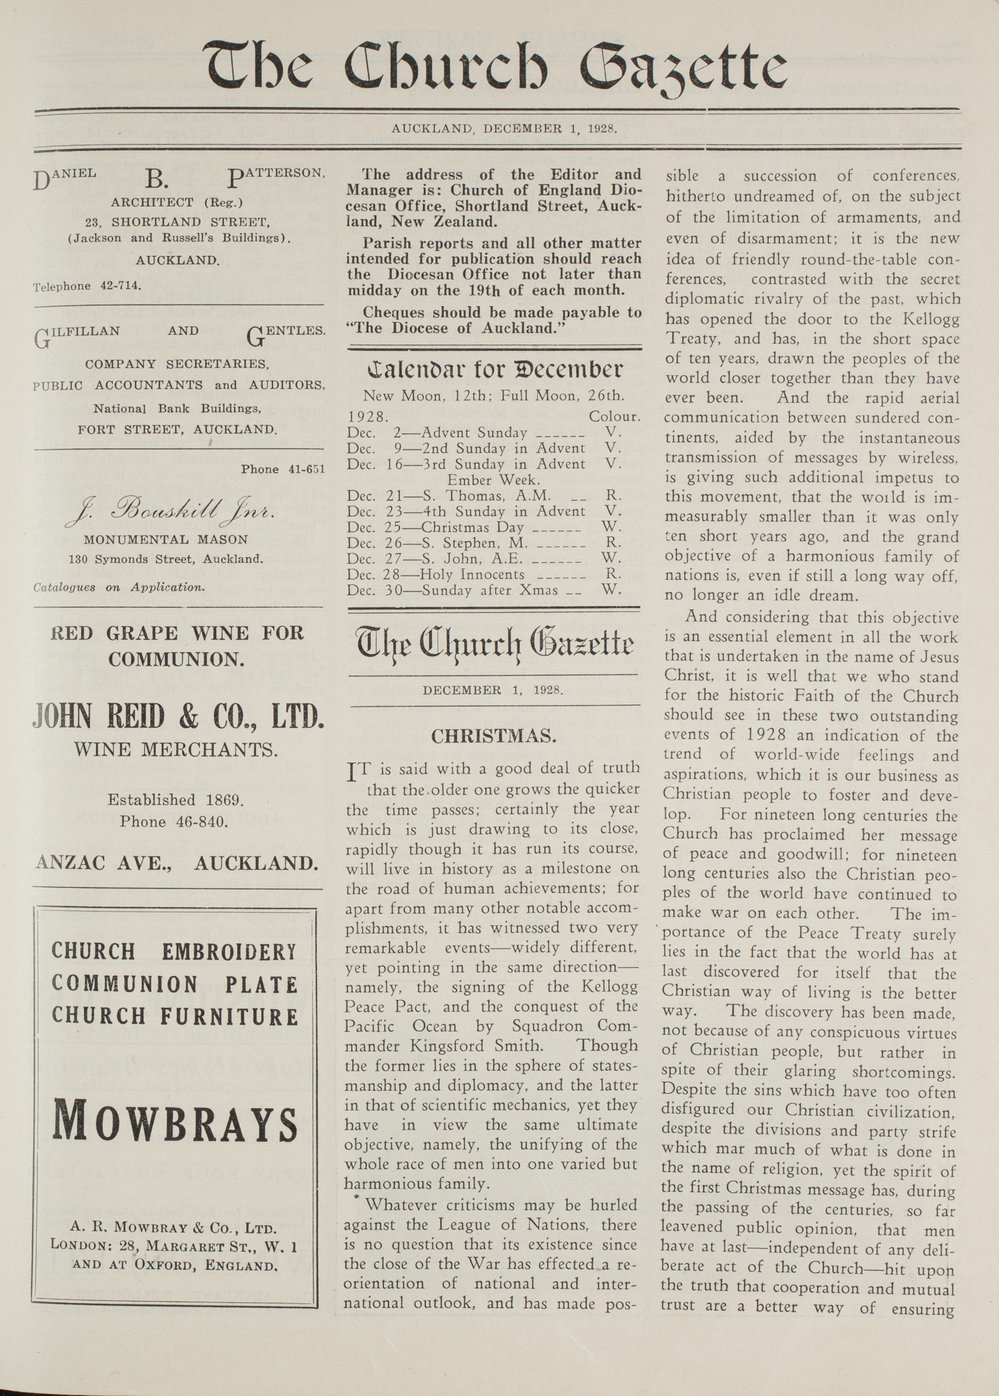 The Church Gazette
AUCKLAND, DECEMBER 1, 1928.
DANIEL B. PATTERSON,
ARCHITECT (Reg.)
23, SHORTLAND STREET,
(Jackson and Russell's Buildings).
AUCKLAND.
Telephone 42-714.
GILFILLAN AND GENTLES,
COMPANY SECRETARIES,
PUBLIC ACCOUNTANTS and AUDITORS,
National Bank Buildings,
FORT STREET, AUCKLAND.
Phone 41-651
J. Bouskill Jnr.
MONUMENTAL MASON
130 Symonds Street, Auckland.
Catalogues on Application.
RED GRAPE WINE FOR
COMMUNION.
JOHN REID & CO., LTD.
WINE MERCHANTS.
Established 1869.
Phone 46-840.
ANZAC AVE., AUCKLAND.
CHURCH EMBROIDERY
COMMUNION PLATE
CHURCH FURNITURE
MOWBRAYS
A. R. MOWBRAY & CO., LTD.
LONDON: 28, MARGARET ST., W. 1
AND AT OXFORD, ENGLAND.
The address of the Editor and
Manager is: Church of England Dio-
cesan Office, Shortland Street, Auck-
land, New Zealand.
Parish reports and all other matter
intended for publication should reach
the Diocesan Office not later than
midday on the 19th of each month.
Cheques should be made payable to
"The Diocese of Auckland."
Calendar for December
New Moon, 12th; Full Moon, 26th.
1928. Colour.
Dec. 2—Advent Sunday ------ V.
Dec. 9—2nd Sunday in Advent V.
Dec. 16—3rd Sunday in Advent V.
Ember Week.
Dec. 21—S. Thomas, A.M. -- R.
Dec. 23—4th Sunday in Advent V.
Dec. 25—Christmas Day ------ W.
Dec. 26—S. Stephen, M. ------ R.
Dec. 27—S. John, A.E. ------ W.
Dec. 28—Holy Innocents ------ R.
Dec. 30—Sunday after Xmas -- W.
The Church Gazette
DECEMBER 1, 1928.
CHRISTMAS.
IT is said with a good deal of truth
that the older one grows the quicker
the time passes; certainly the year
which is just drawing to its close,
rapidly though it has run its course,
will live in history as a milestone on
the road of human achievements; for
apart from many other notable accom-
plishments, it has witnessed two very
remarkable events—widely different,
yet pointing in the same direction—
namely, the signing of the Kellogg
Peace Pact, and the conquest of the
Pacific Ocean by Squadron Com-
mander Kingsford Smith. Though
the former lies in the sphere of states-
manship and diplomacy, and the latter
in that of scientific mechanics, yet they
have in view the same ultimate
objective, namely, the unifying of the
whole race of men into one varied but
harmonious family.
Whatever criticisms may be hurled
against the League of Nations, there
is no question that its existence since
the close of the War has effected a re-
orientation of national and inter-
national outlook, and has made pos-
sible a succession of conferences,
hitherto undreamed of, on the subject
of the limitation of armaments, and
even of disarmament; it is the new
idea of friendly round-the-table con-
ferences, contrasted with the secret
diplomatic rivalry of the past, which
has opened the door to the Kellogg
Treaty, and has, in the short space
of ten years, drawn the peoples of the
world closer together than they have
ever been. And the rapid aerial
communication between sundered con-
tinents, aided by the instantaneous
transmission of messages by wireless,
is giving such additional impetus to
this movement, that the world is im-
measurably smaller than it was only
ten short years ago, and the grand
objective of a harmonious family of
nations is, even if still a long way off,
no longer an idle dream.
And considering that this objective
is an essential element in all the work
that is undertaken in the name of Jesus
Christ, it is well that we who stand
for the historic Faith of the Church
should see in these two outstanding
events of 1928 an indication of the
trend of world-wide feelings and
aspirations, which it is our business as
Christian people to foster and deve-
lop. For nineteen long centuries the
Church has proclaimed her message
of peace and goodwill; for nineteen
long centuries also the Christian peo-
ples of the world have continued to
make war on each other. The im-
portance of the Peace Treaty surely
lies in the fact that the world has at
last discovered for itself that the
Christian way of living is the better
way. The discovery has been made,
not because of any conspicuous virtues
of Christian people, but rather in
spite of their glaring shortcomings.
Despite the sins which have too often
disfigured our Christian civilization,
despite the divisions and party strife
which mar much of what is done in
the name of religion, yet the spirit of
the first Christmas message has, during
the passing of the centuries, so far
leavened public opinion, that men
have at last—independent of any deli-
berate act of the Church—hit upon
the truth that cooperation and mutual
trust are a better way of ensuring